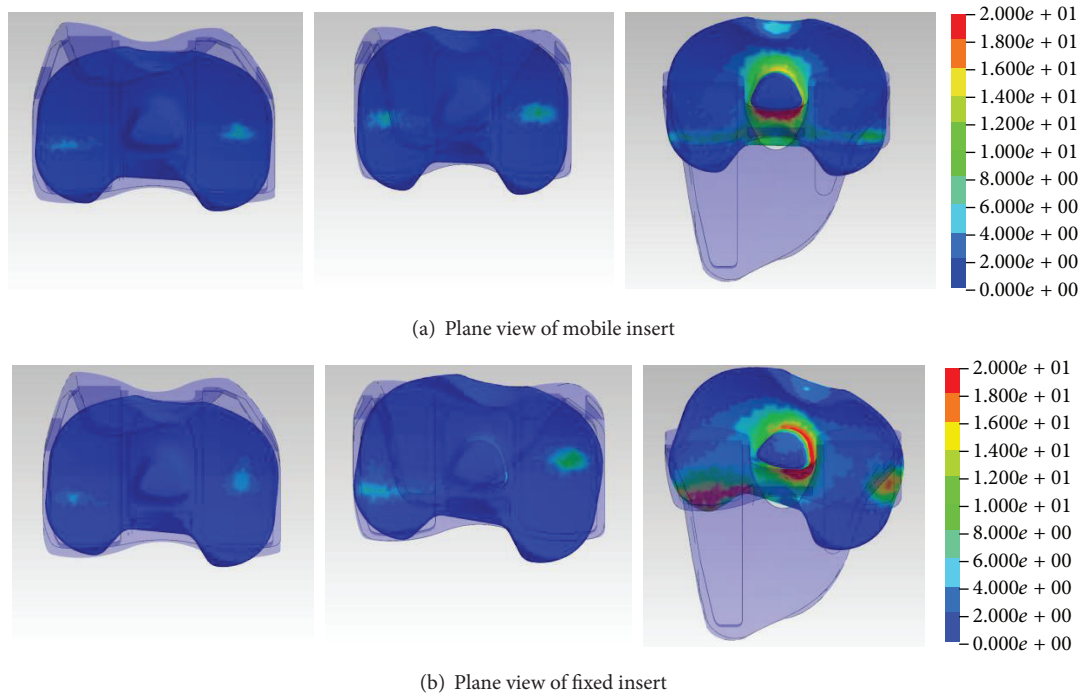 2.000e + 01
1.800e + 01
1.600e + 01
1.400e + 01
1.200e + 01
1.000e + 01
8.000e + 00
6.000e + 00
4.000e + 00
2.000e + 00
0.000e + 00
(a) Plane view of mobile insert
2.000e + 01
1.800e + 01
1.600e + 01
1.400e + 01
1.200e + 01
1.000e + 01
8.000e + 00
6.000e + 00
4.000e + 00
2.000e + 00
0.000e + 00
(b) Plane view of fixed insert